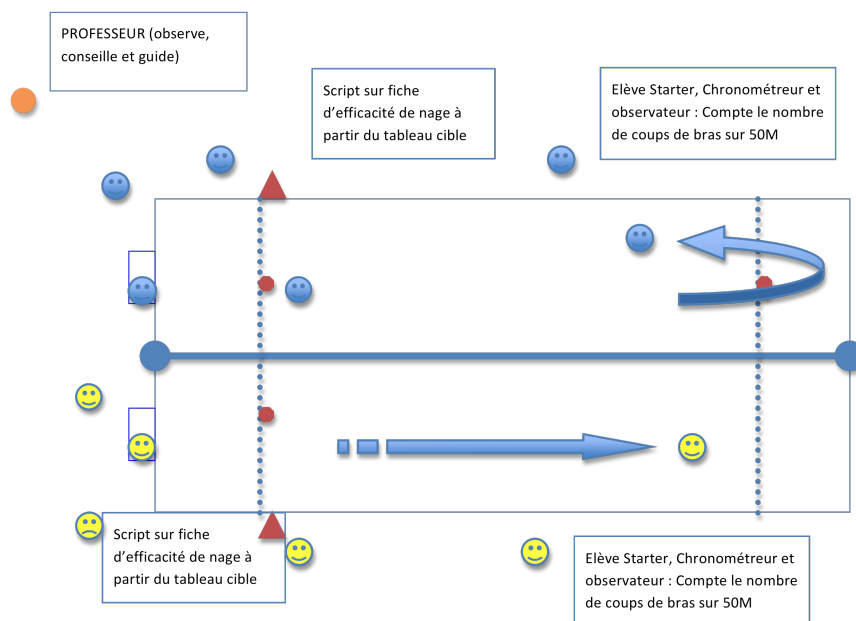 PROFESSEUR (observe,
conseille et guide)
Script sur fiche
d’efficacité de nage à
partir du tableau cible
Elève Starter, Chronométreur et
observateur : Compte le nombre
de coups de bras sur 50M
Script sur fiche
d’efficacité de nage à
partir du tableau cible
Elève Starter, Chronométreur et
observateur : Compte le nombre
de coups de bras sur 50M